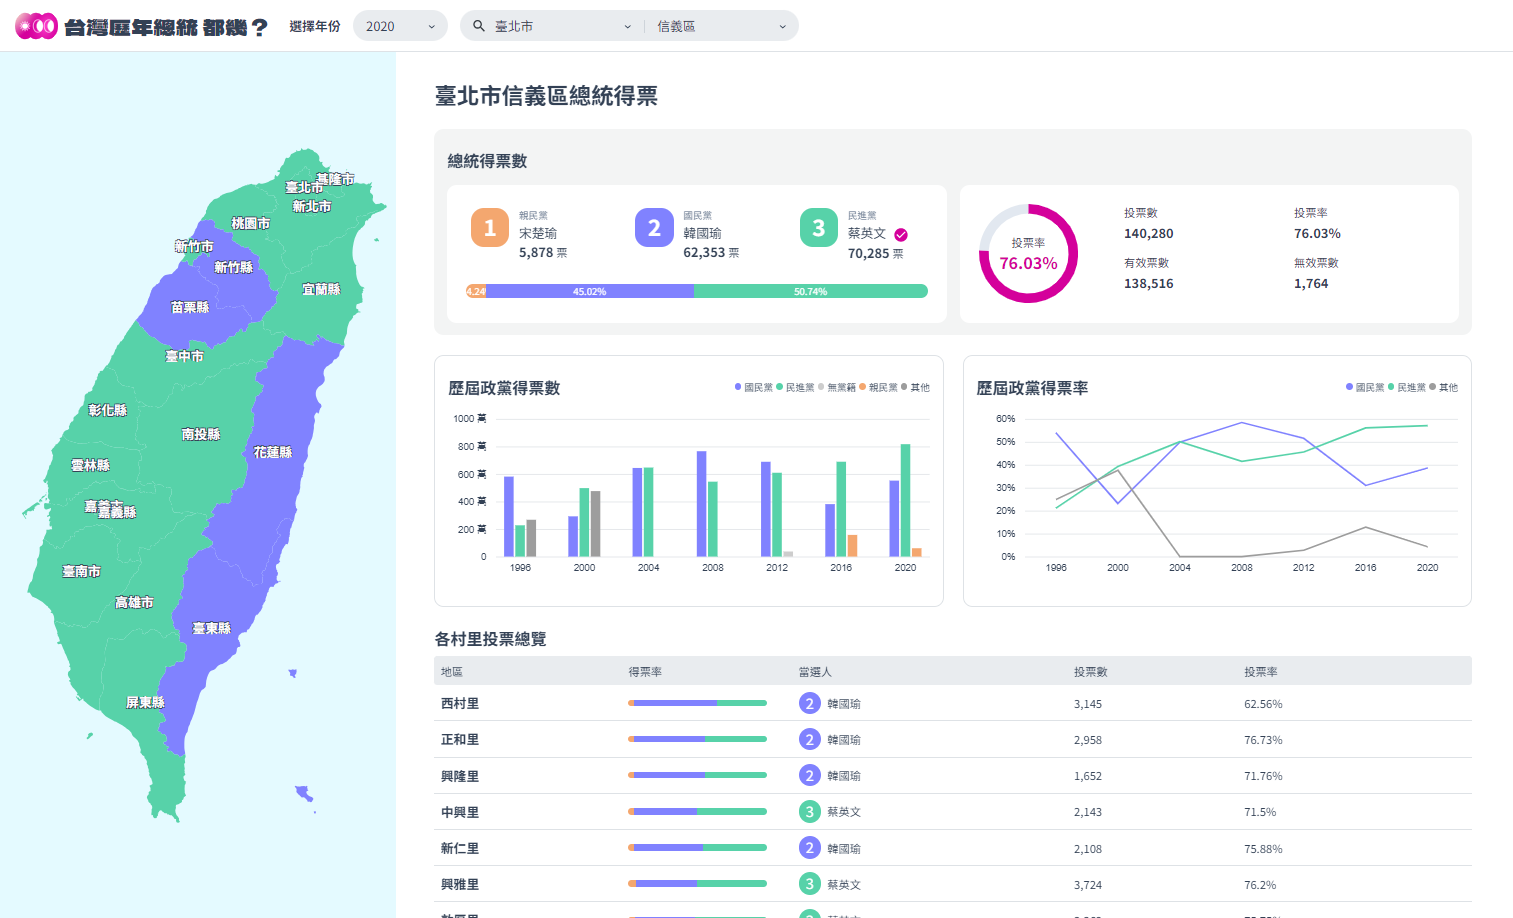 台灣歷年總統 都幾？
選擇年份
2020
臺北市
信義區
基隆市
臺北市
新北市
桃園市
新竹市
新竹縣
宜蘭縣
苗栗縣
臺中市
彰化縣
南投縣
花蓮縣
雲林縣
嘉義縣
臺南市
高雄市
臺東縣
屏東縣
臺北市信義區總統得票
總統得票數
1
親民黨
宋楚瑜
5,878 票
2
國民黨
韓國瑜
62,353 票
3
民進黨
蔡英文
70,285 票
4.24
45.02%
50.74%
投票率
76.03%
投票數
140,280
投票率
76.03%
有效票數
138,516
無效票數
1,764
歷屆政黨得票數
國民黨 民進黨 無黨籍 親民黨 其他
1000 萬
800 萬
600 萬
400 萬
200 萬
0
1996 2000 2004 2008 2012 2016 2020
歷屆政黨得票率
國民黨 民進黨 其他
60%
50%
40%
30%
20%
10%
0%
1996 2000 2004 2008 2012 2016 2020
各村里投票總覽
地區 得票率 當選人 投票數 投票率
西村里 2 韓國瑜 3,145 62.56%
正和里 2 韓國瑜 2,958 76.73%
興隆里 2 韓國瑜 1,652 71.76%
中興里 3 蔡英文 2,143 71.5%
新仁里 2 韓國瑜 2,108 75.88%
興雅里 3 蔡英文 3,724 76.2%